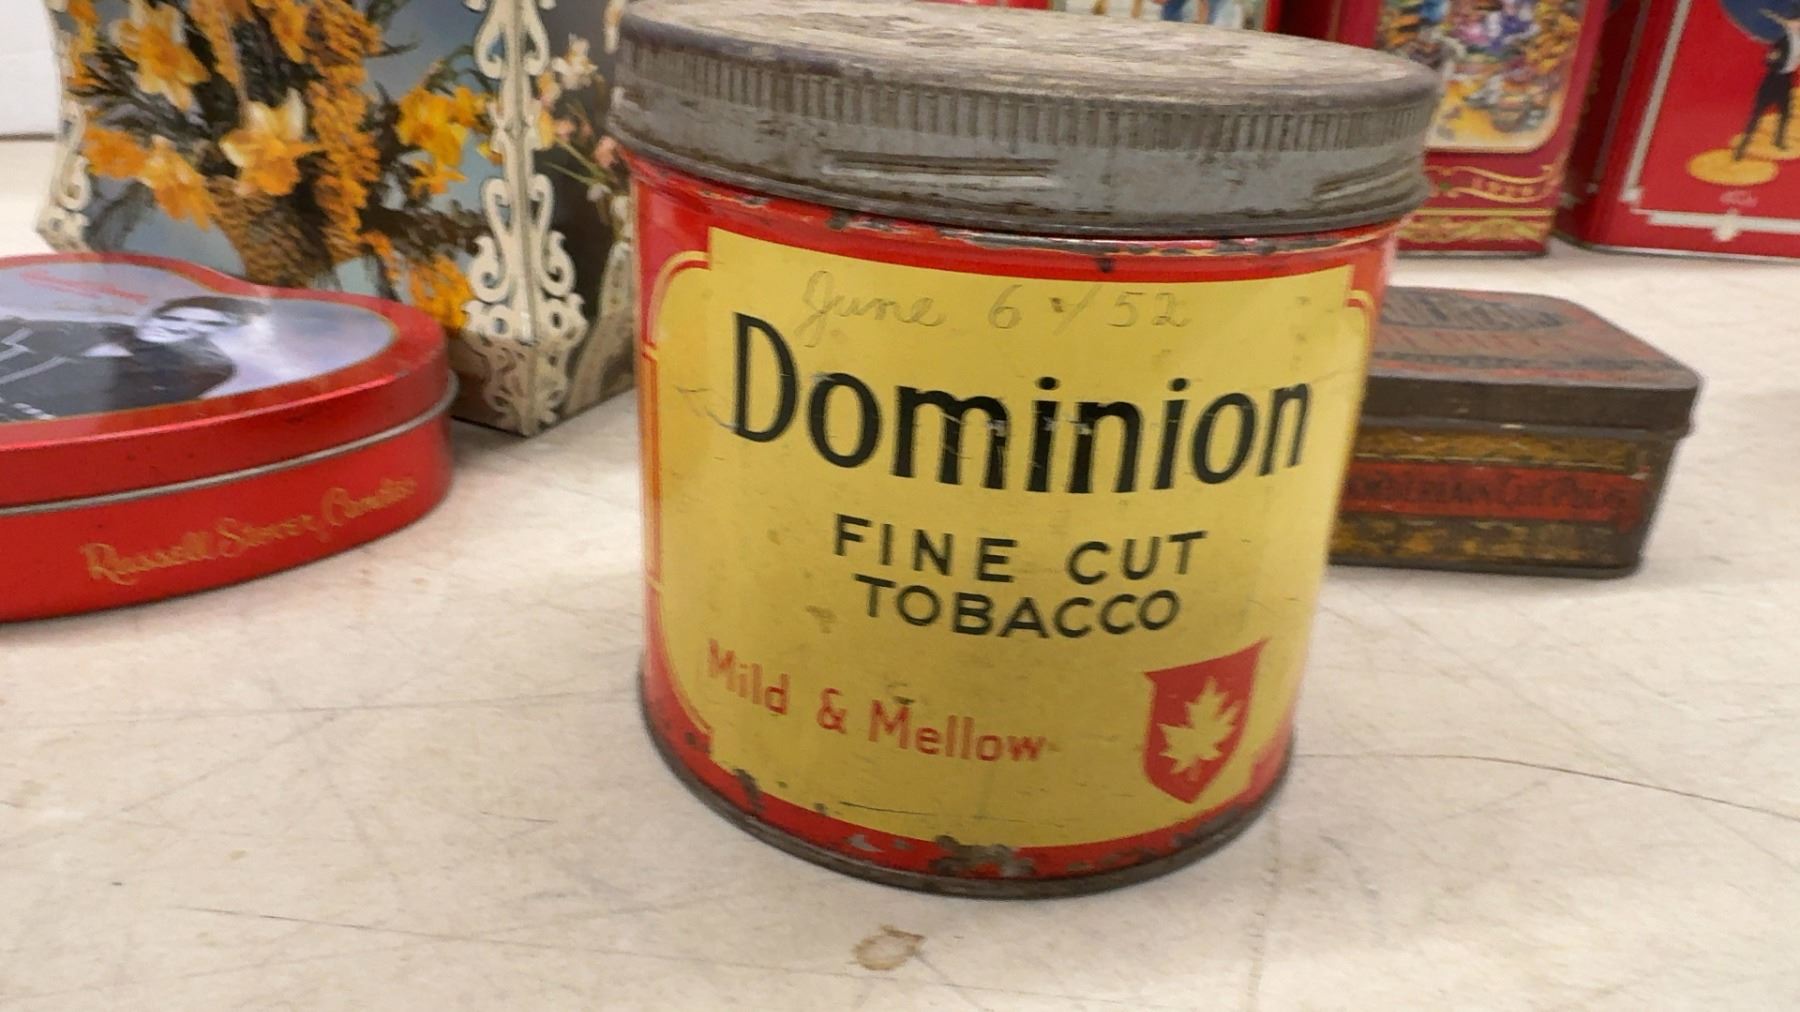 June 6/52
Dominion
FINE CUT
TOBACCO
Mild & Mellow
Russell Stover Candies